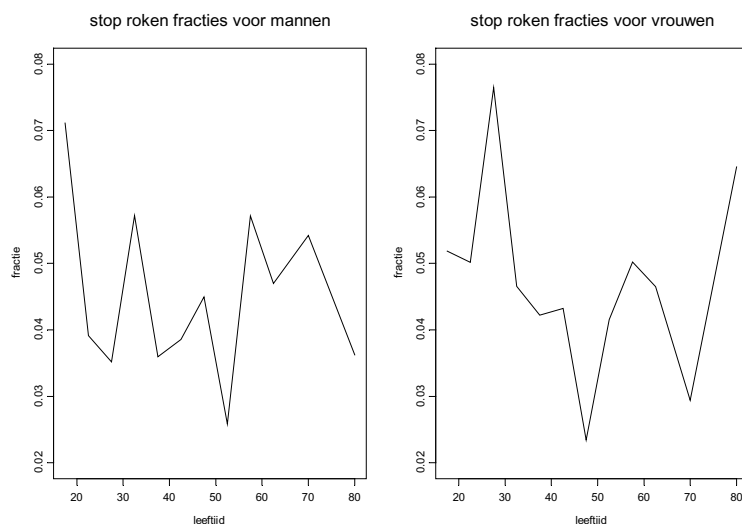 stop roken fracties voor mannen
fractie
0.08
0.07
0.06
0.05
0.04
0.03
0.02
20 30 40 50 60 70 80
leeftijd
stop roken fracties voor vrouwen
fractie
0.08
0.07
0.06
0.05
0.04
0.03
0.02
20 30 40 50 60 70 80
leeftijd